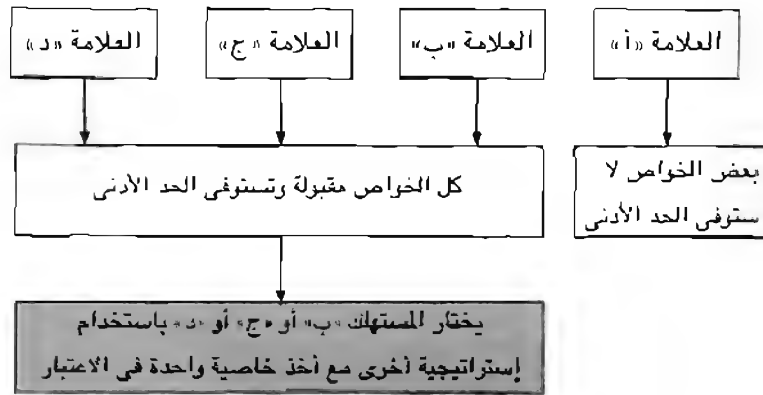 العلامة «أ»
العلامة «ب»
العلامة «ج»
العلامة «د»
بعض الخواص لا
ستوفى الحد الأدنى
كل الخواص مقبولة وتستوفى الحد الأدنى
يختار المستهلك «ب» أو «ج» أو «د» باستخدام
إستراتيجية أخرى مع أخذ خاصية واحدة فى الاعتبار